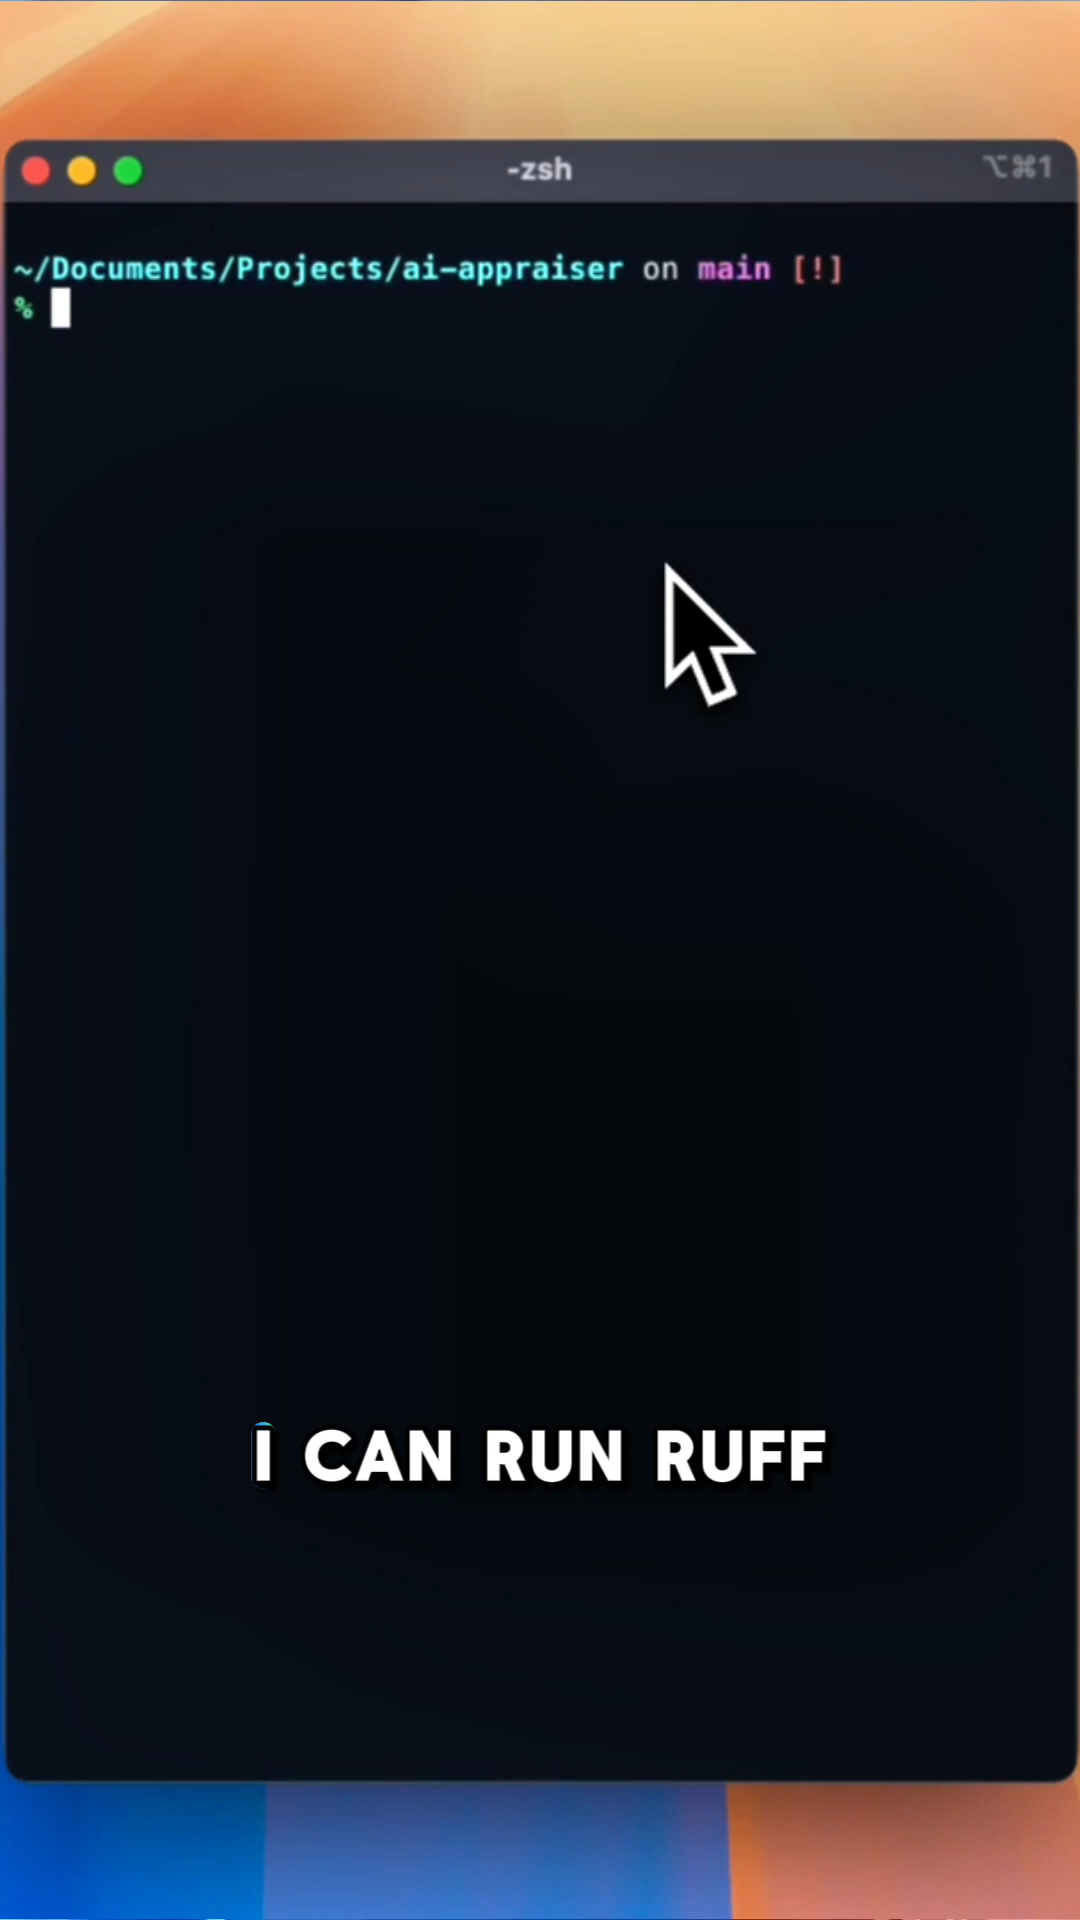 -zsh
⌥⌘1
~/Documents/Projects/ai-appraiser on main [!]
%
I CAN RUN RUFF